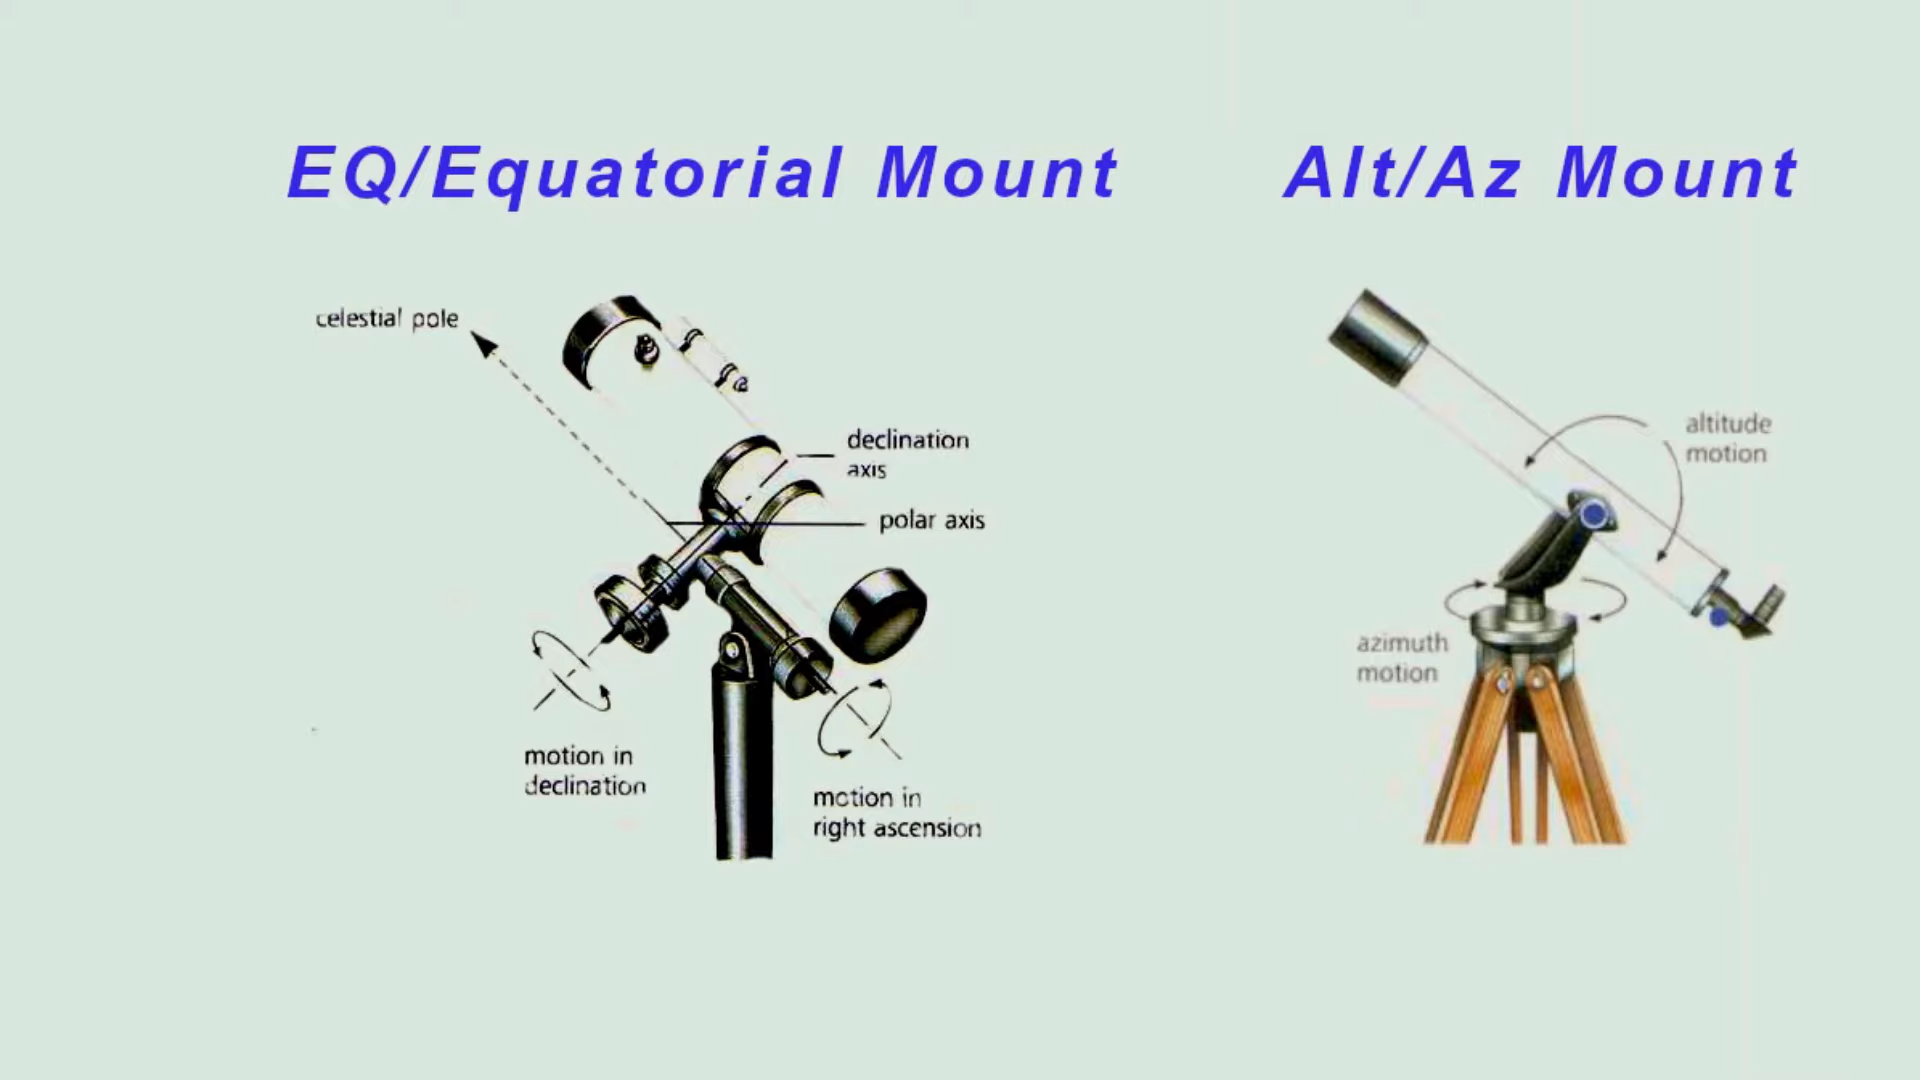 EQ/Equatorial Mount
Alt/Az Mount
celestial pole
declination
axis
polar axis
motion in
declination
motion in
right ascension
altitude
motion
azimuth
motion